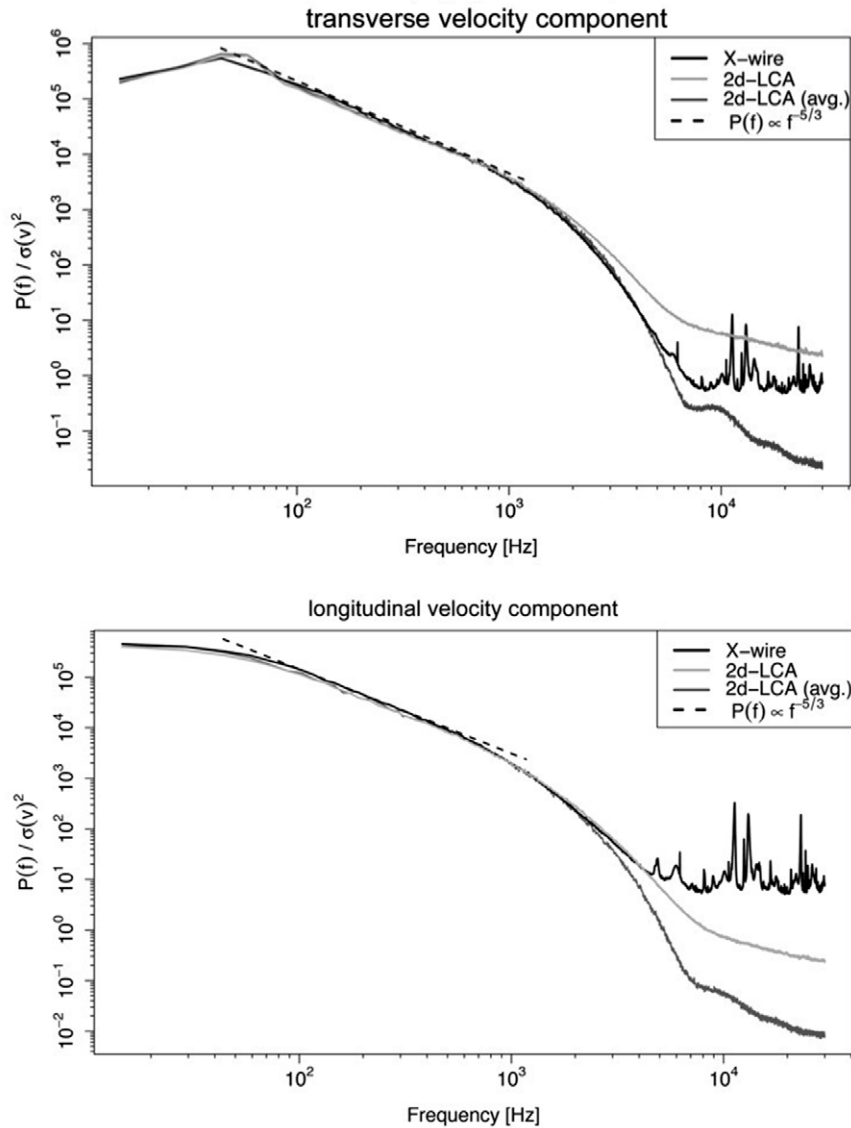 transverse velocity component
X−wire
2d−LCA
2d−LCA (avg.)
P(f) ∝ f^−5/3
10^6
10^5
10^4
10^3
10^2
10^1
10^0
10^−1
P(f) / σ(v)^2
10^2 10^3 10^4
Frequency [Hz]
longitudinal velocity component
X−wire
2d−LCA
2d−LCA (avg.)
P(f) ∝ f^−5/3
10^5
10^4
10^3
10^2
10^1
10^0
10^−1
10^−2
P(f) / σ(v)^2
10^2 10^3 10^4
Frequency [Hz]